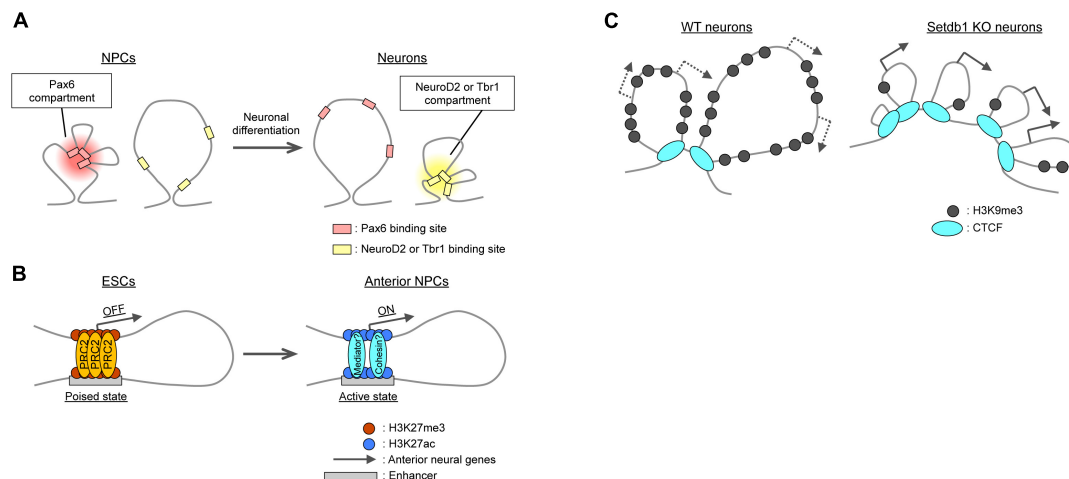 A
NPCs
Neurons
Pax6
compartment
NeuroD2 or Tbr1
compartment
Neuronal
differentiation
: Pax6 binding site
: NeuroD2 or Tbr1 binding site
B
ESCs
Anterior NPCs
OFF
ON
PRC2
PRC2
PRC2
Mediator?
Cohesin?
Poised state
Active state
: H3K27me3
: H3K27ac
: Anterior neural genes
: Enhancer
C
WT neurons
Setdb1 KO neurons
: H3K9me3
: CTCF